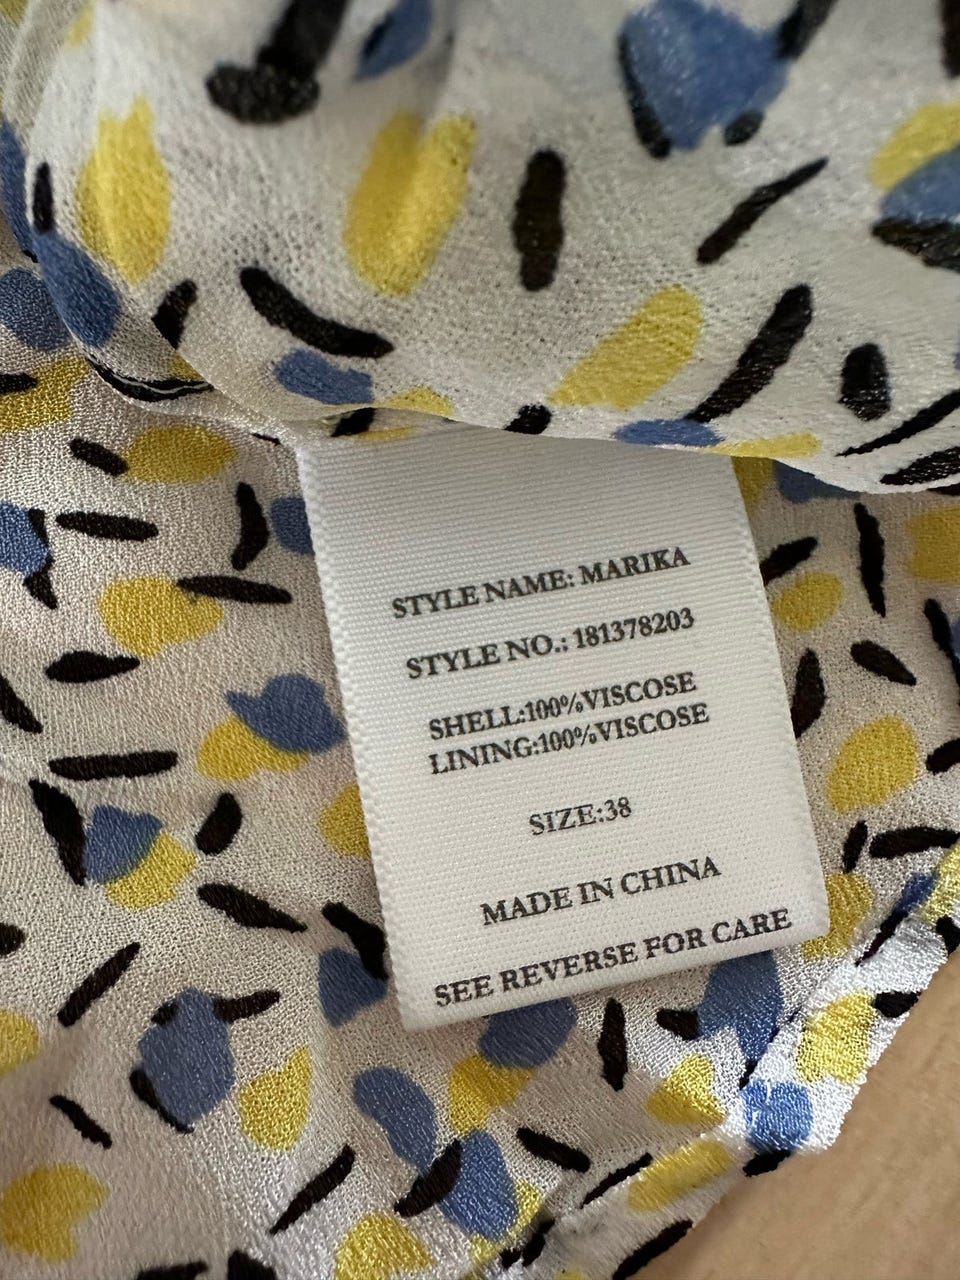 STYLE NAME: MARIKA
STYLE NO.: 181378203
SHELL:100%VISCOSE
LINING:100%VISCOSE
SIZE:38
MADE IN CHINA
SEE REVERSE FOR CARE